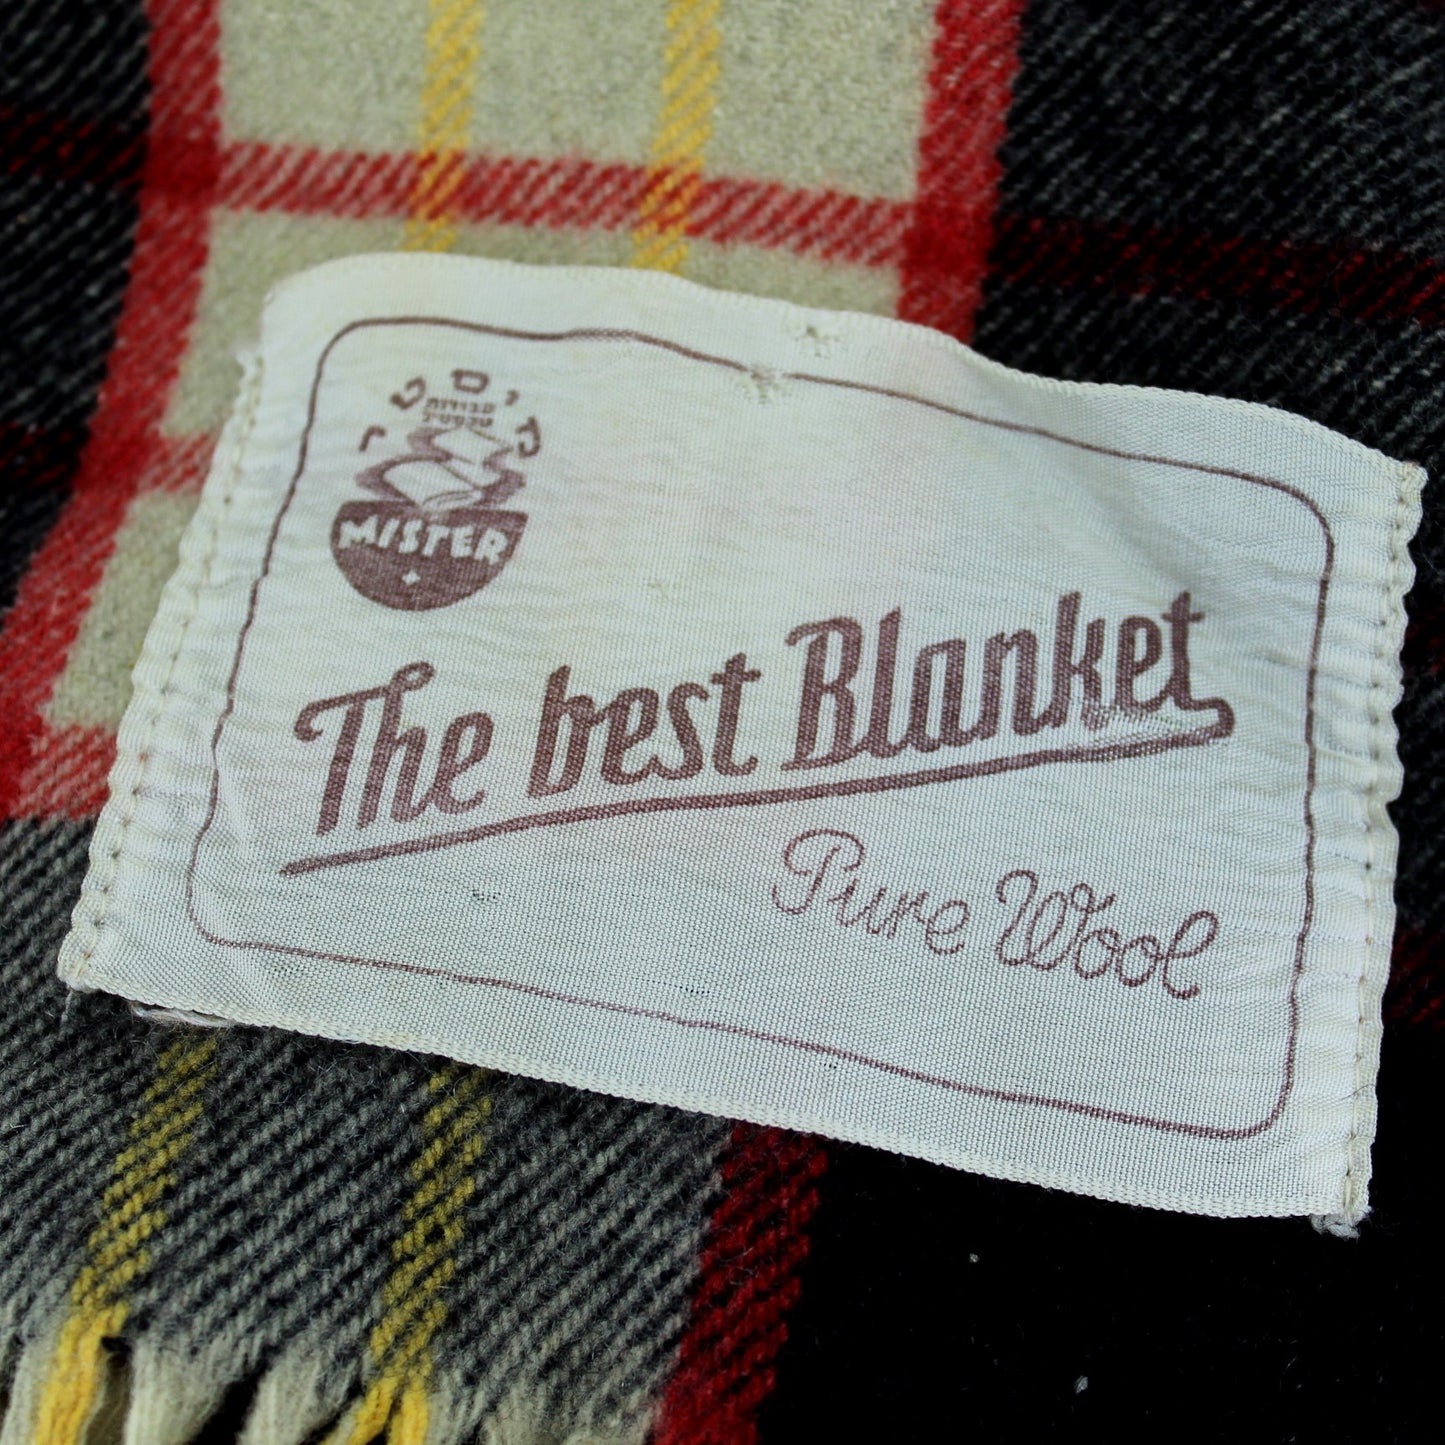 MISTER
The best Blanket
Pure Wool